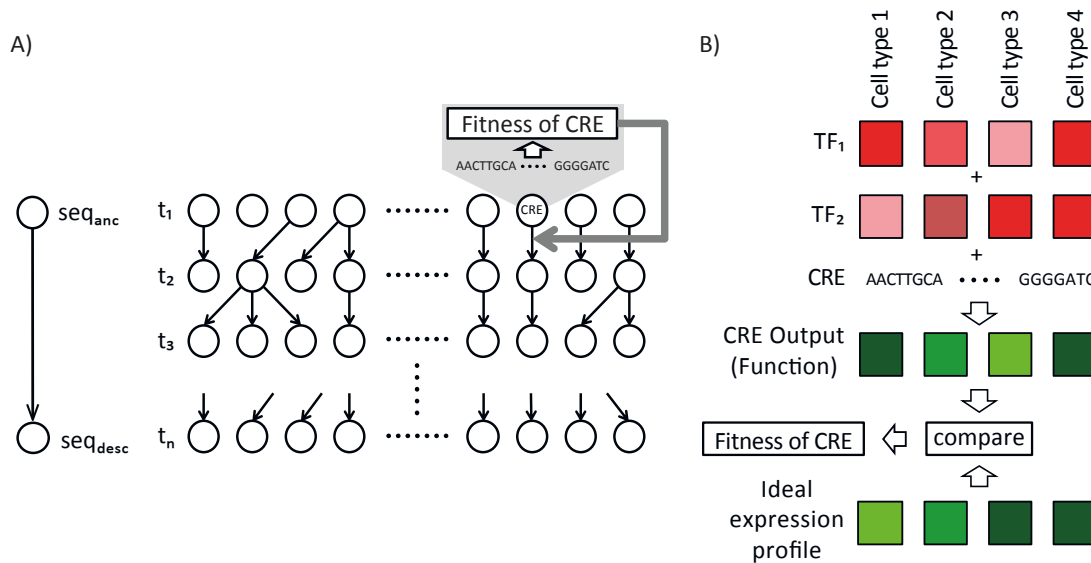 A)
Fitness of CRE
AACTTGCA ····· GGGGATC
seqanc
t₁
CRE
t₂
t₃
seqdesc
tn
B)
Cell type 1
Cell type 2
Cell type 3
Cell type 4
TF₁
+
TF₂
+
CRE AACTTGCA ···· GGGGATC
CRE Output
(Function)
Fitness of CRE
compare
Ideal
expression
profile